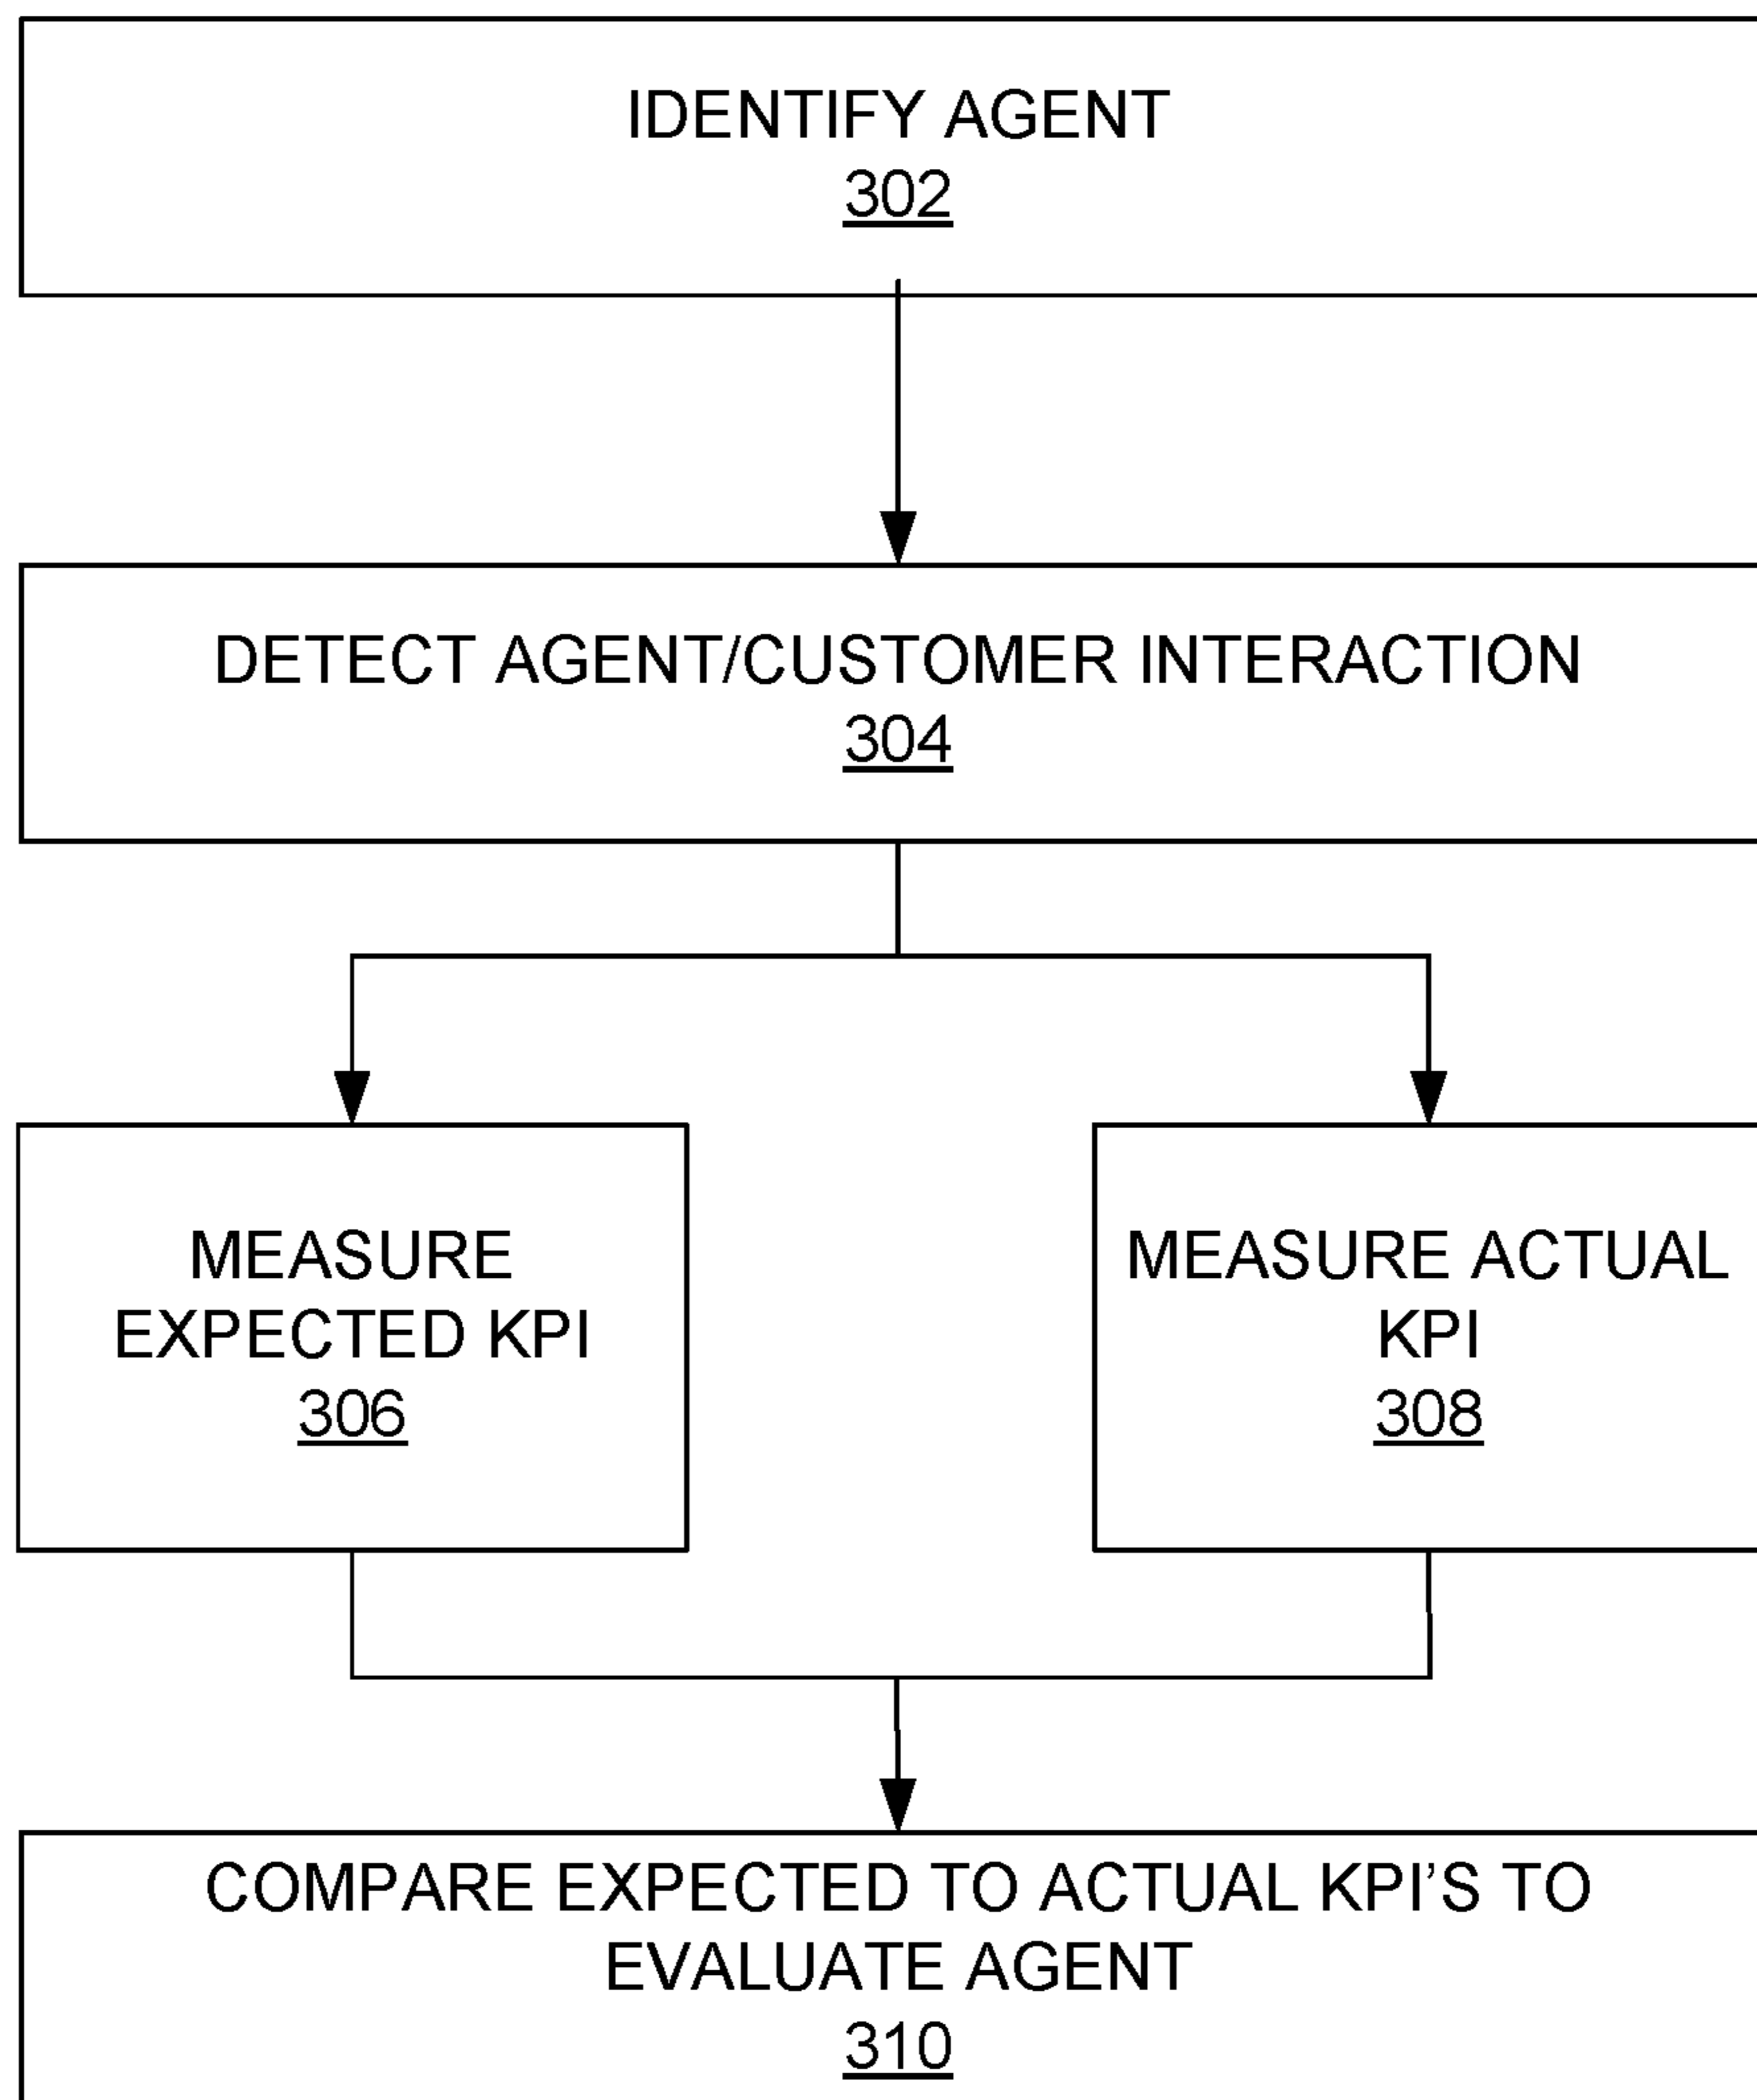 IDENTIFY AGENT
302
DETECT AGENT/CUSTOMER INTERACTION
304
MEASURE
EXPECTED KPI
306
MEASURE ACTUAL
KPI
308
COMPARE EXPECTED TO ACTUAL KPI'S TO
EVALUATE AGENT
310